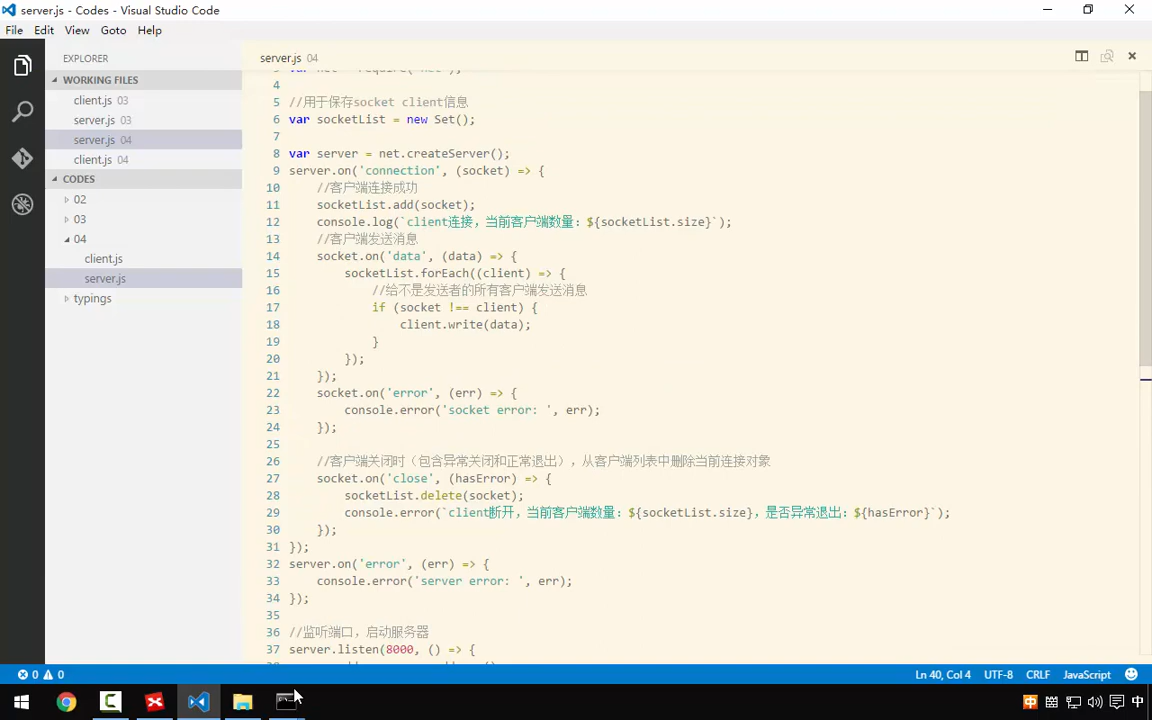 server.js - Codes - Visual Studio Code
File Edit View Goto Help
EXPLORER
WORKING FILES
client.js 03
server.js 03
server.js 04
client.js 04
CODES
02
03
04
client.js
server.js
typings
server.js 04
4
5 //用于保存socket client信息
6 var socketList = new Set();
7
8 var server = net.createServer();
9 server.on('connection', (socket) => {
10 //客户端连接成功
11 socketList.add(socket);
12 console.log(`client连接，当前客户端数量：${socketList.size}`);
13 //客户端发送消息
14 socket.on('data', (data) => {
15 socketList.forEach((client) => {
16 //给不是发送者的所有客户端发送消息
17 if (socket !== client) {
18 client.write(data);
19 }
20 });
21 });
22 socket.on('error', (err) => {
23 console.error('socket error: ', err);
24 });
25
26 //客户端关闭时（包含异常关闭和正常退出），从客户端列表中删除当前连接对象
27 socket.on('close', (hasError) => {
28 socketList.delete(socket);
29 console.error(`client断开，当前客户端数量：${socketList.size}，是否异常退出：${hasError}`);
30 });
31 });
32 server.on('error', (err) => {
33 console.error('server error: ', err);
34 });
35
36 //监听端口，启动服务器
37 server.listen(8000, () => {
0 0
Ln 40, Col 4 UTF-8 CRLF JavaScript
中 中